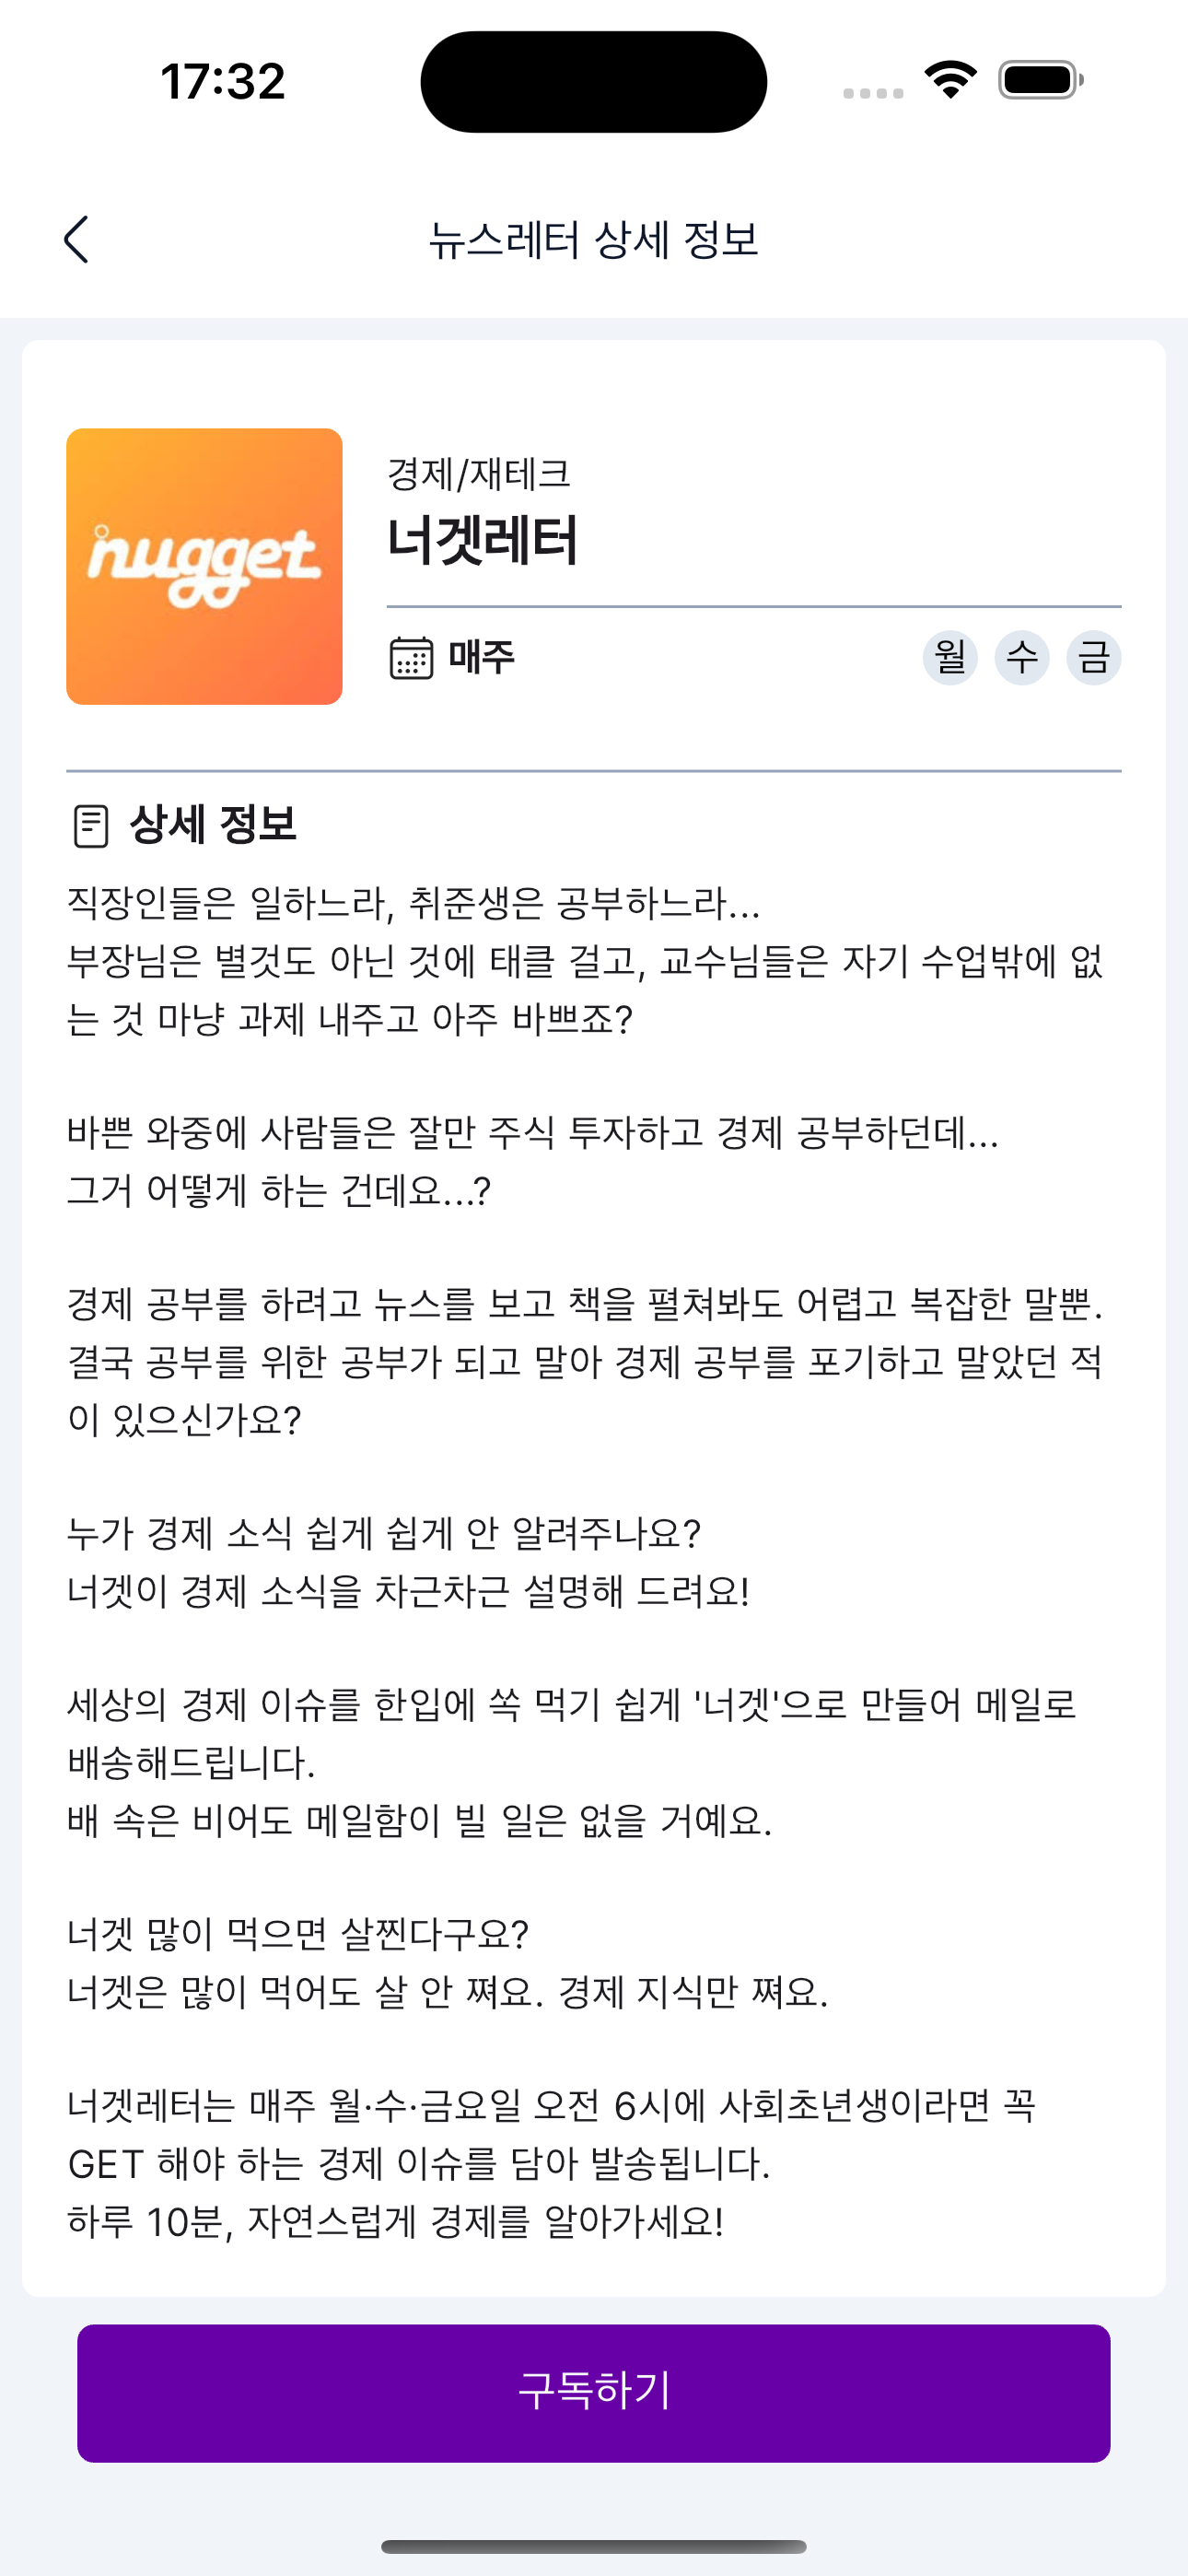 17:32
뉴스레터 상세 정보
nugget
경제/재테크
너겟레터
매주 월 수 금
상세 정보
직장인들은 일하느라, 취준생은 공부하느라...
부장님은 별것도 아닌 것에 태클 걸고, 교수님들은 자기 수업밖에 없
는 것 마냥 과제 내주고 아주 바쁘죠?
바쁜 와중에 사람들은 잘만 주식 투자하고 경제 공부하던데...
그거 어떻게 하는 건데요...?
경제 공부를 하려고 뉴스를 보고 책을 펼쳐봐도 어렵고 복잡한 말뿐.
결국 공부를 위한 공부가 되고 말아 경제 공부를 포기하고 말았던 적
이 있으신가요?
누가 경제 소식 쉽게 쉽게 안 알려주나요?
너겟이 경제 소식을 차근차근 설명해 드려요!
세상의 경제 이슈를 한입에 쏙 먹기 쉽게 '너겟'으로 만들어 메일로
배송해드립니다.
배 속은 비어도 메일함이 빌 일은 없을 거예요.
너겟 많이 먹으면 살찐다구요?
너겟은 많이 먹어도 살 안 쪄요. 경제 지식만 쪄요.
너겟레터는 매주 월·수·금요일 오전 6시에 사회초년생이라면 꼭
GET 해야 하는 경제 이슈를 담아 발송됩니다.
하루 10분, 자연스럽게 경제를 알아가세요!
구독하기